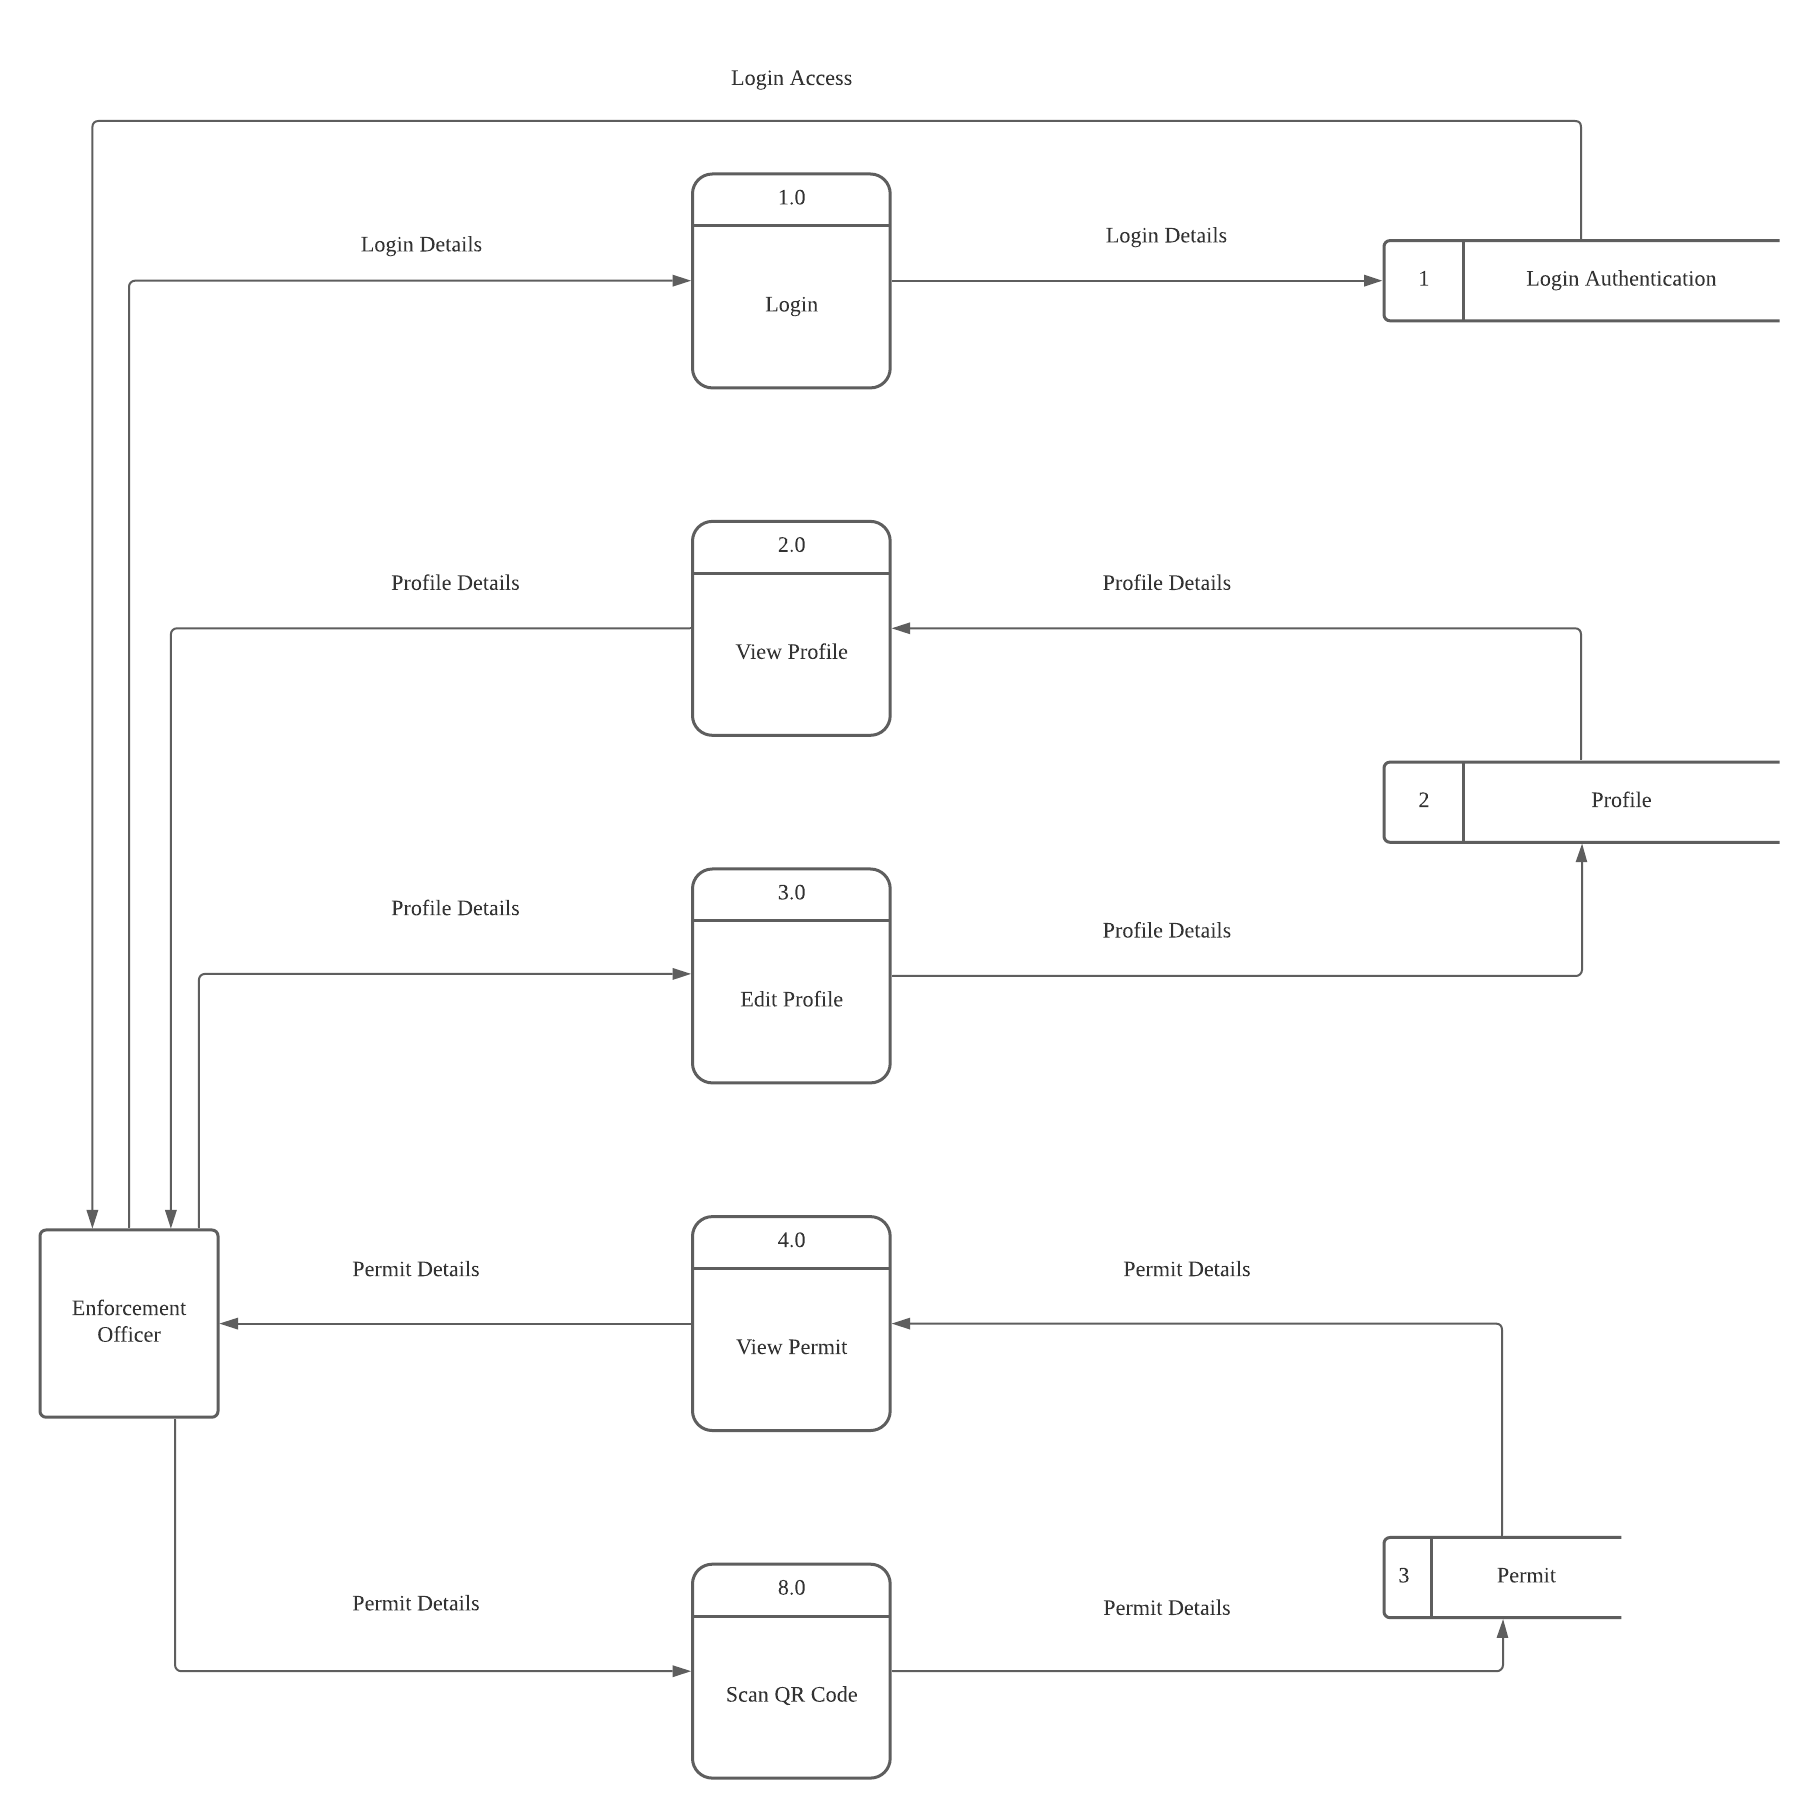 Login Access
1.0
Login Details
Login Details
1
Login Authentication
Login
2.0
Profile Details
Profile Details
View Profile
2
Profile
3.0
Profile Details
Profile Details
Edit Profile
4.0
Permit Details
Permit Details
Enforcement
Officer
View Permit
3
Permit
8.0
Permit Details
Permit Details
Scan QR Code